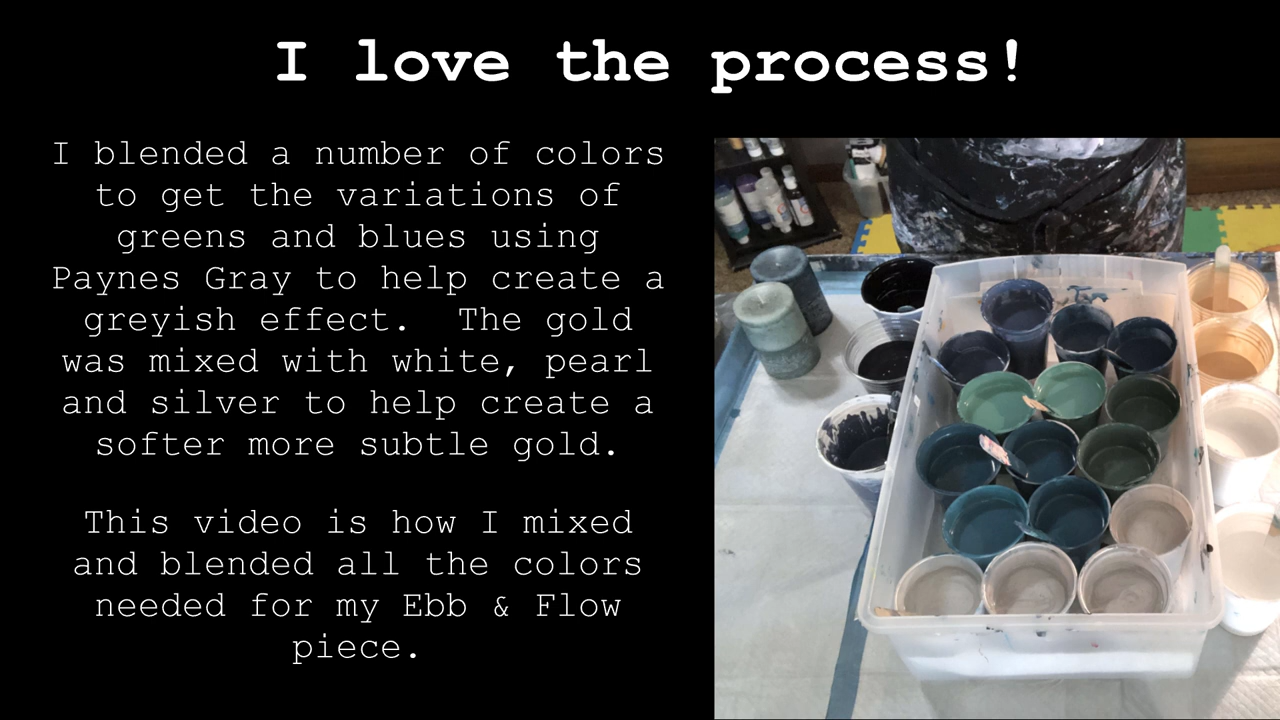 I love the process!
I blended a number of colors
to get the variations of
greens and blues using
Paynes Gray to help create a
greyish effect.  The gold
was mixed with white, pearl
and silver to help create a
softer more subtle gold.
This video is how I mixed
and blended all the colors
needed for my Ebb & Flow
piece.